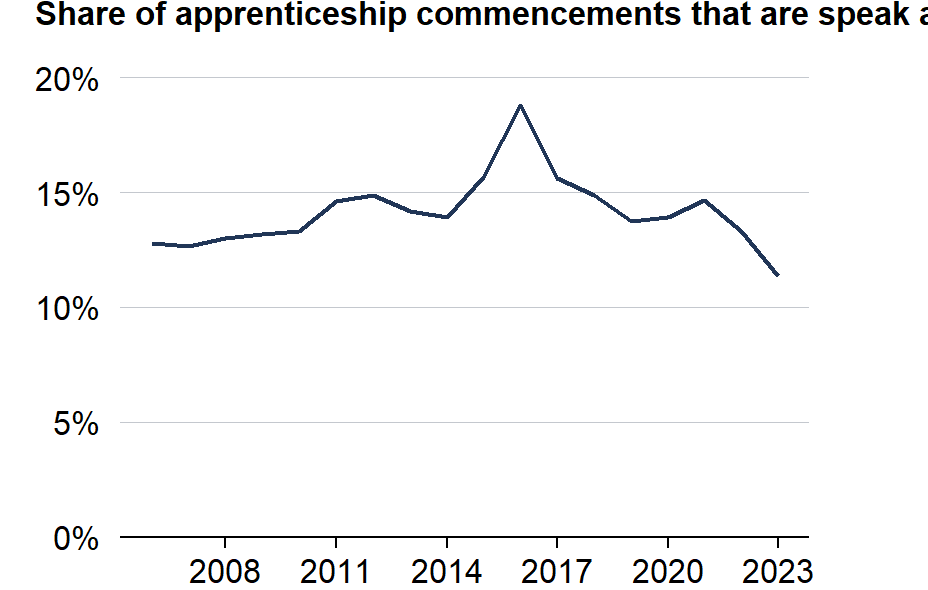 Share of apprenticeship commencements that are speak a
20%
15%
10%
5%
0%
2008 2011 2014 2017 2020 2023